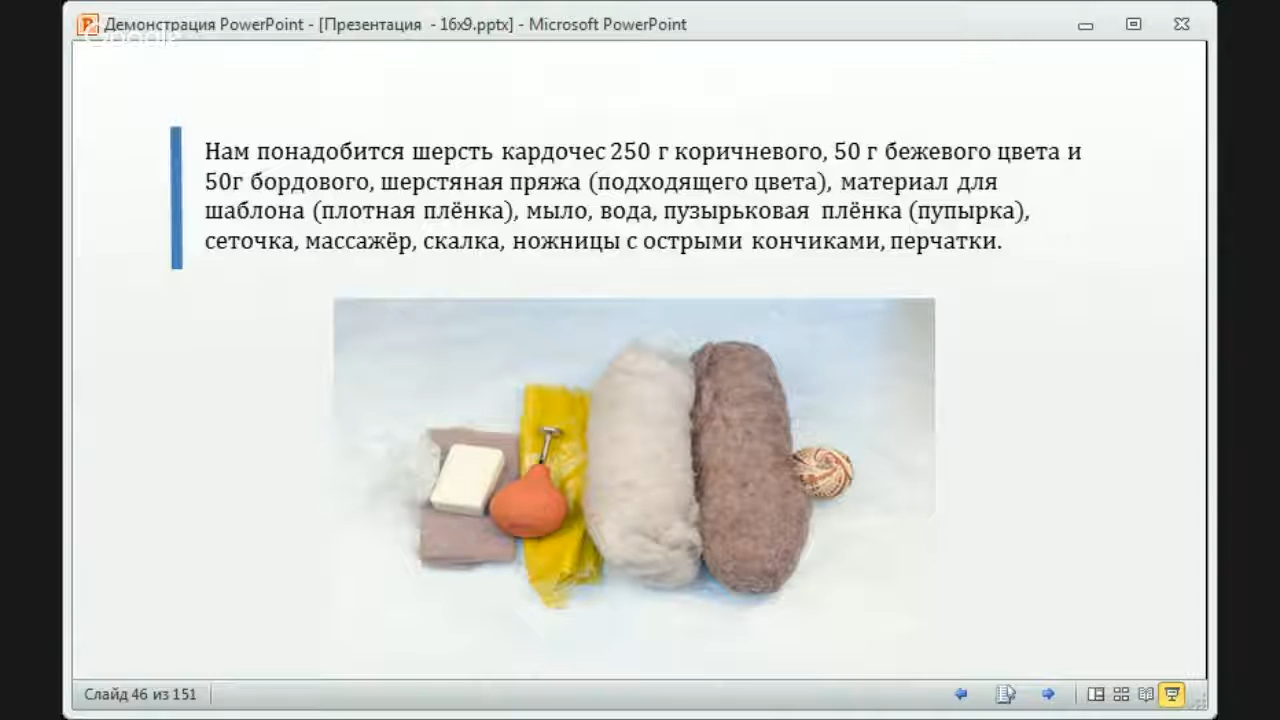 Демонстрация PowerPoint - [Презентация - 16x9.pptx] - Microsoft PowerPoint
Google
Нам понадобится шерсть кардочес 250 г коричневого, 50 г бежевого цвета и
50г бордового, шерстяная пряжа (подходящего цвета), материал для
шаблона (плотная плёнка), мыло, вода, пузырьковая плёнка (пупырка),
сеточка, массажёр, скалка, ножницы с острыми кончиками, перчатки.
Слайд 46 из 151